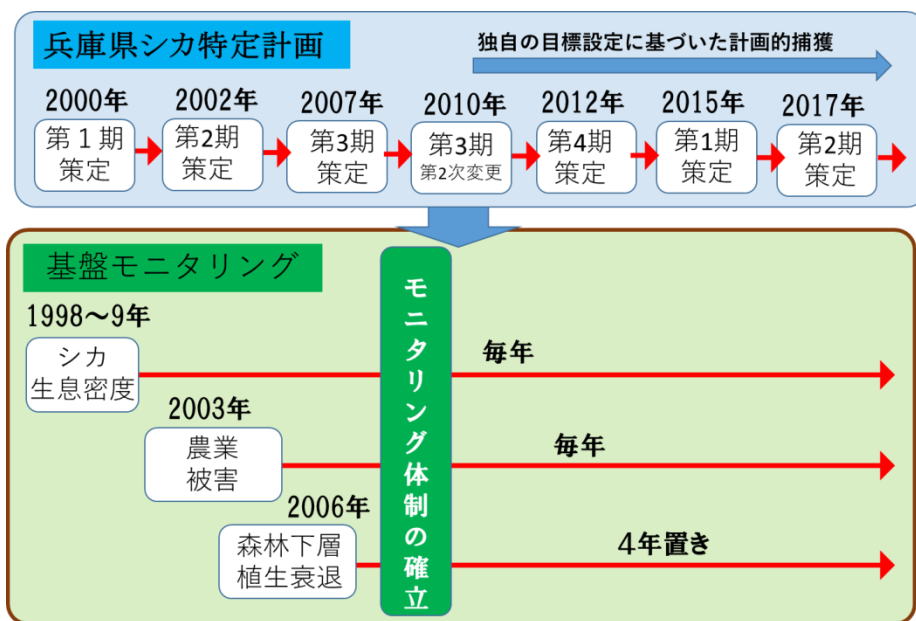 兵庫県シカ特定計画
独自の目標設定に基づいた計画的捕獲
2000年
2002年
2007年
2010年
2012年
2015年
2017年
第１期
策定
第2期
策定
第3期
策定
第3期
第2次変更
第4期
策定
第1期
策定
第2期
策定
基盤モニタリング
モニタリング体制の確立
1998～9年
シカ
生息密度
毎年
2003年
農業
被害
毎年
2006年
森林下層
植生衰退
４年置き